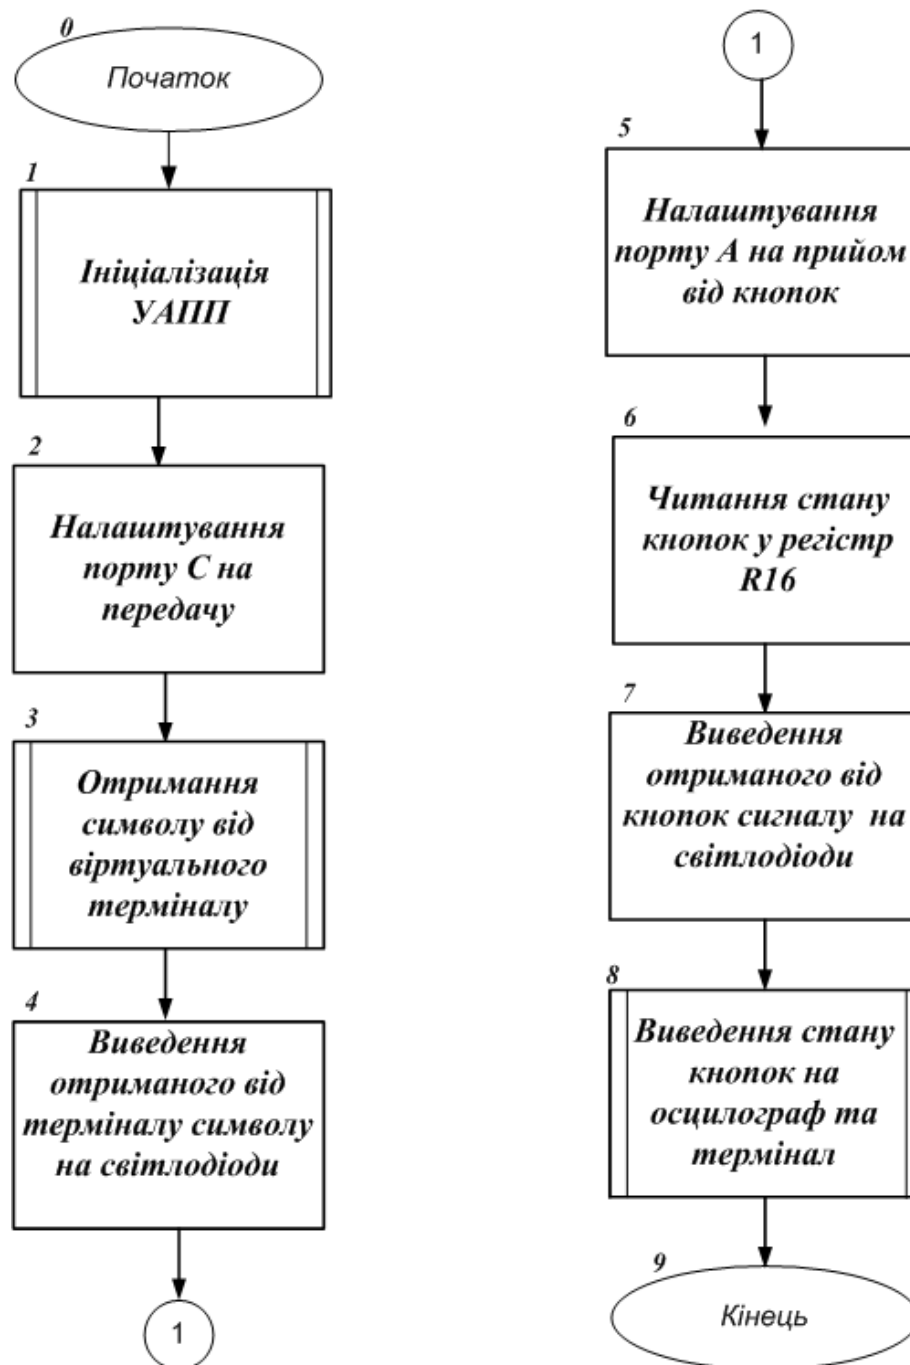 0
Початок
1
Ініціалізація
УАПП
2
Налаштування
порту С на
передачу
3
Отримання
символу від
віртуального
терміналу
4
Виведення
отриманого від
терміналу символу
на світлодіоди
1
1
5
Налаштування
порту А на прийом
від кнопок
6
Читання стану
кнопок у регістр
R16
7
Виведення
отриманого від
кнопок сигналу на
світлодіоди
8
Виведення стану
кнопок на
осцилограф та
термінал
9
Кінець